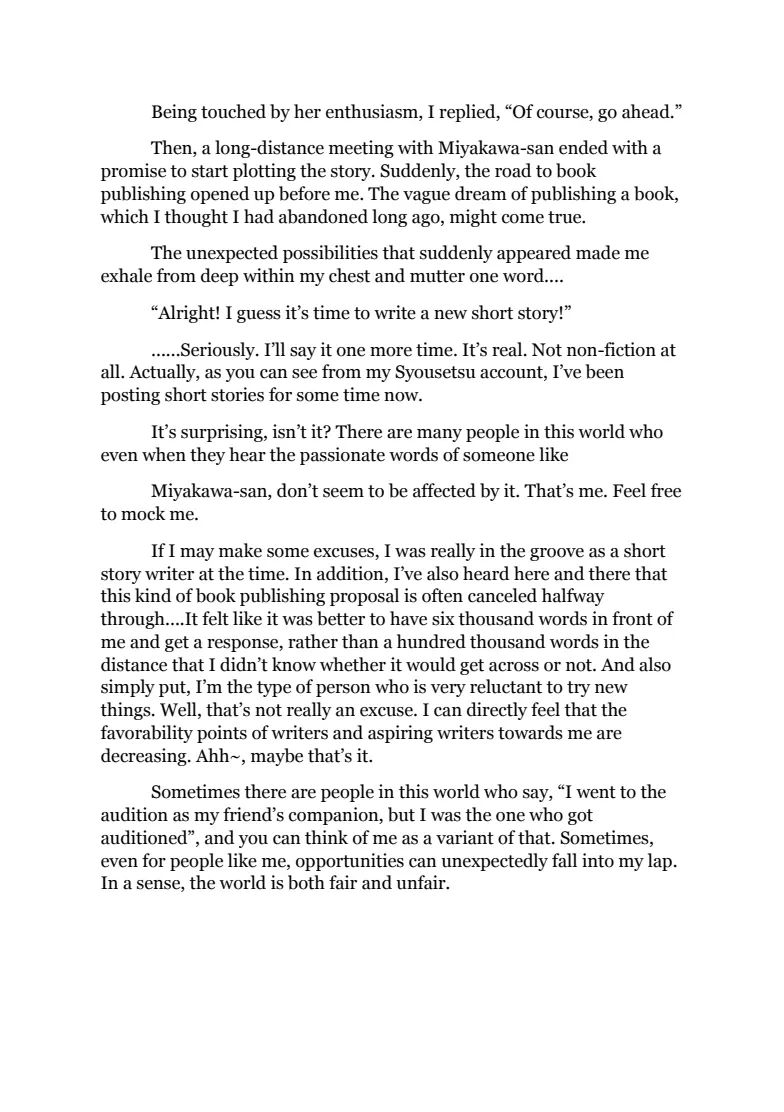 Being touched by her enthusiasm, I replied, “Of course, go ahead.”
Then, a long-distance meeting with Miyakawa-san ended with a
promise to start plotting the story. Suddenly, the road to book
publishing opened up before me. The vague dream of publishing a book,
which I thought I had abandoned long ago, might come true.
The unexpected possibilities that suddenly appeared made me
exhale from deep within my chest and mutter one word....
“Alright! I guess it’s time to write a new short story!”
......Seriously. I’ll say it one more time. It’s real. Not non-fiction at
all. Actually, as you can see from my Syousetsu account, I’ve been
posting short stories for some time now.
It’s surprising, isn’t it? There are many people in this world who
even when they hear the passionate words of someone like
Miyakawa-san, don’t seem to be affected by it. That’s me. Feel free
to mock me.
If I may make some excuses, I was really in the groove as a short
story writer at the time. In addition, I’ve also heard here and there that
this kind of book publishing proposal is often canceled halfway
through....It felt like it was better to have six thousand words in front of
me and get a response, rather than a hundred thousand words in the
distance that I didn’t know whether it would get across or not. And also
simply put, I’m the type of person who is very reluctant to try new
things. Well, that’s not really an excuse. I can directly feel that the
favorability points of writers and aspiring writers towards me are
decreasing. Ahh~, maybe that’s it.
Sometimes there are people in this world who say, “I went to the
audition as my friend’s companion, but I was the one who got
auditioned”, and you can think of me as a variant of that. Sometimes,
even for people like me, opportunities can unexpectedly fall into my lap.
In a sense, the world is both fair and unfair.